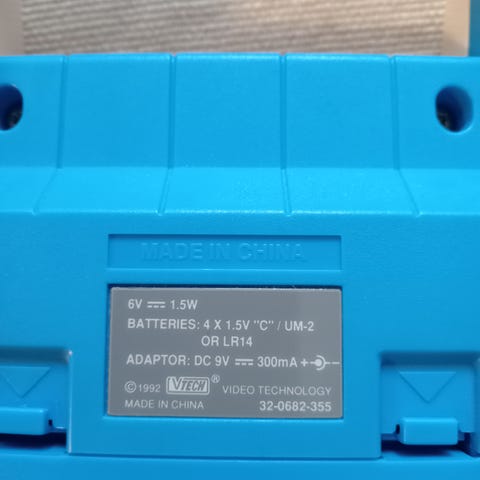 MADE IN CHINA
6V ⎓ 1.5W
BATTERIES: 4 X 1.5V "C" / UM-2
OR LR14
ADAPTOR: DC 9V ⎓ 300mA + -
© 1992 VTECH ® VIDEO TECHNOLOGY
MADE IN CHINA 32-0682-355